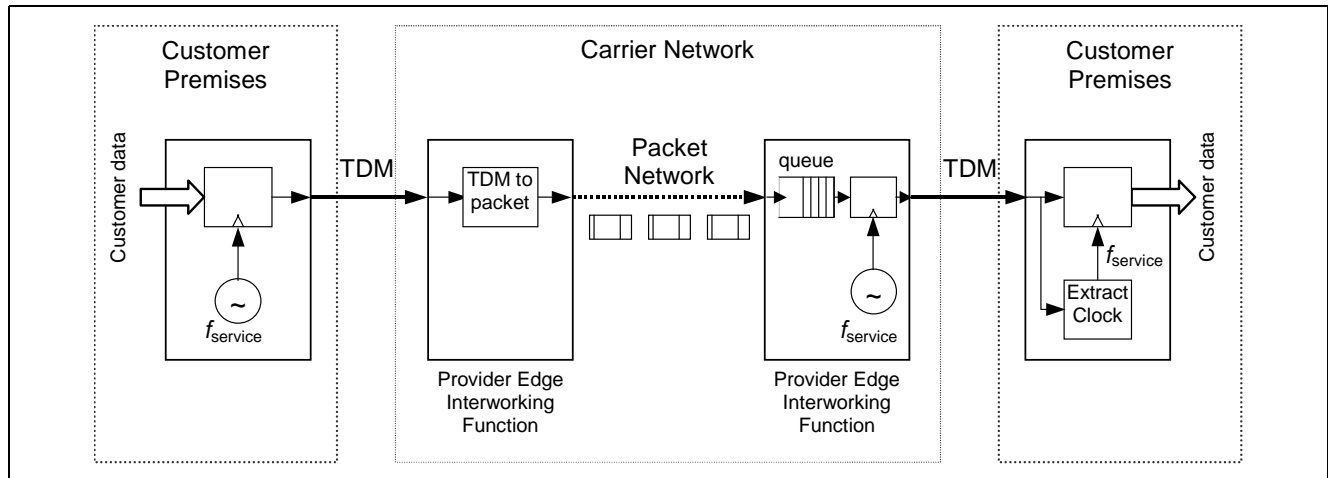 Customer
Premises
Carrier Network
Customer
Premises
Customer data
TDM
TDM to
packet
Packet
Network
queue
TDM
Customer data
~
fservice
~
fservice
fservice
Extract
Clock
Provider Edge
Interworking
Function
Provider Edge
Interworking
Function